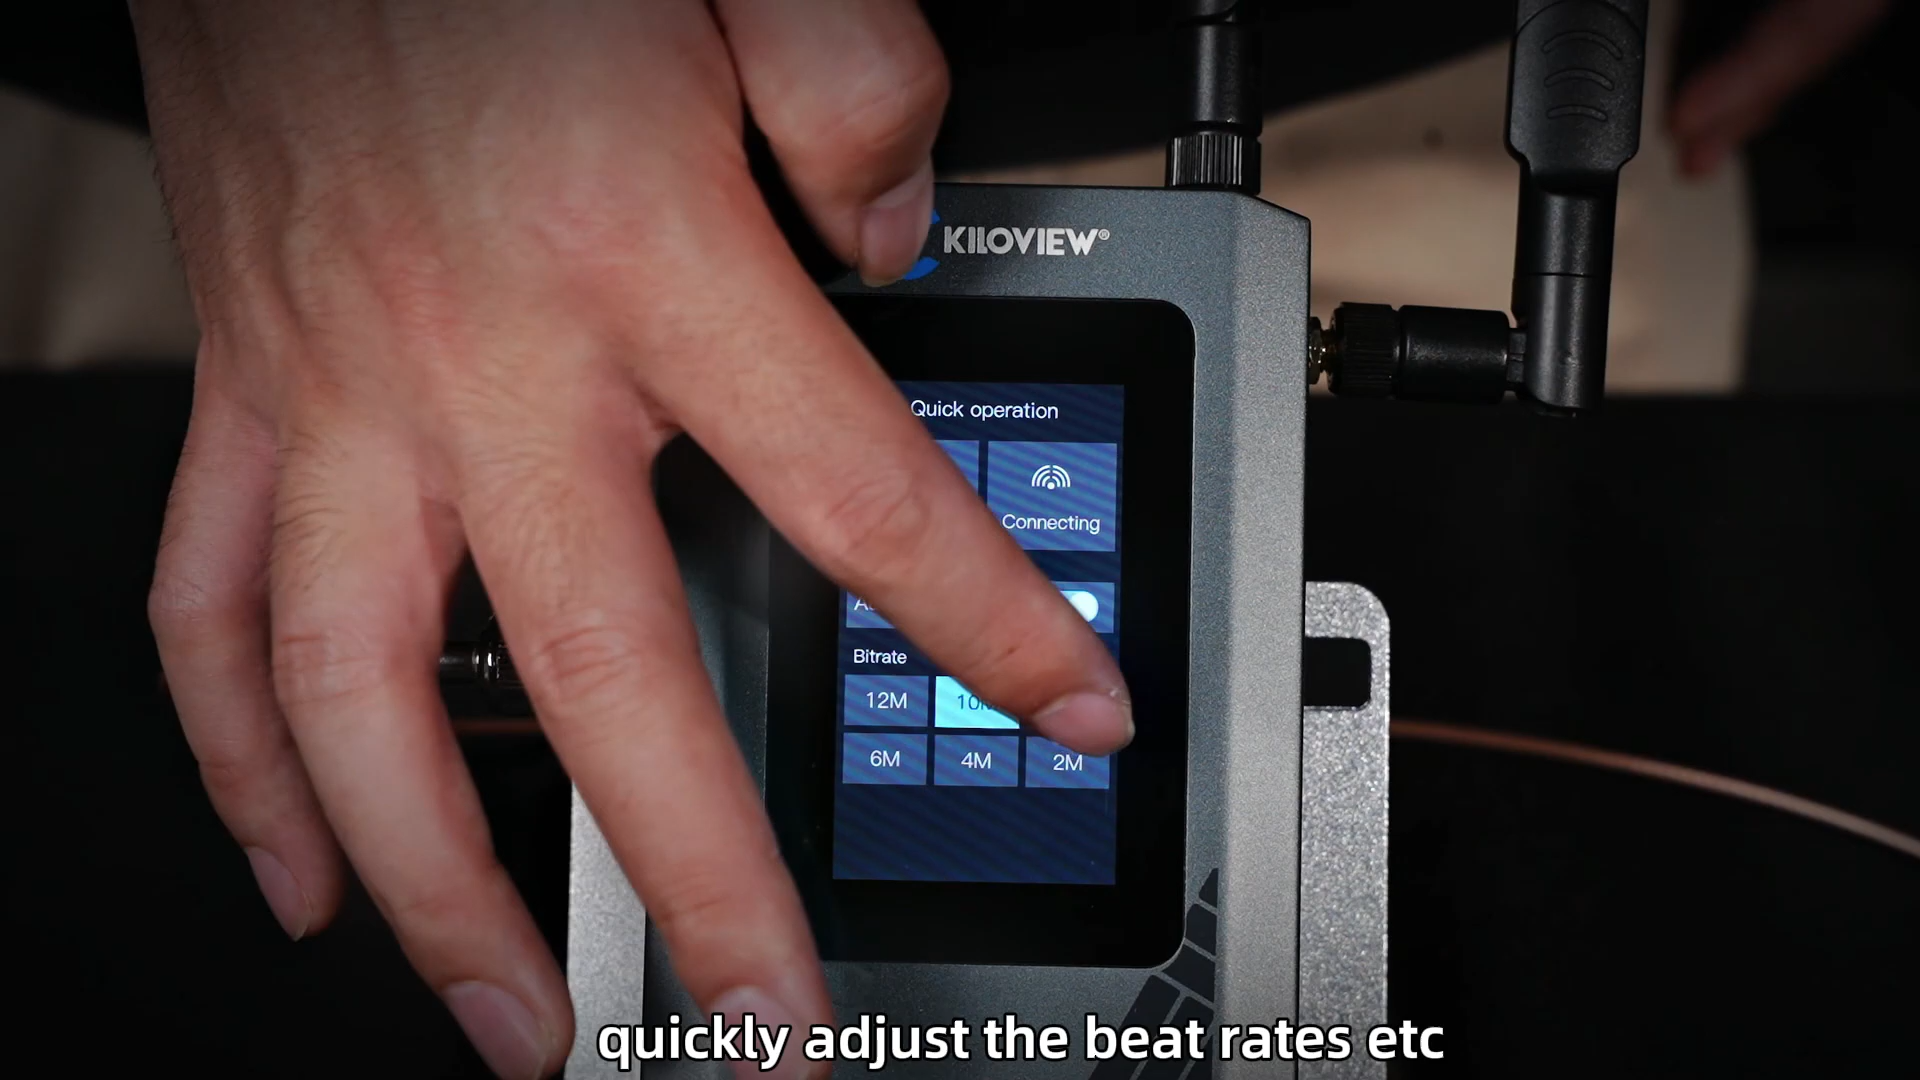 KILOVIEW®
Quick operation
Connecting
Bitrate
12M
6M 4M 2M
quickly adjust the beat rates etc